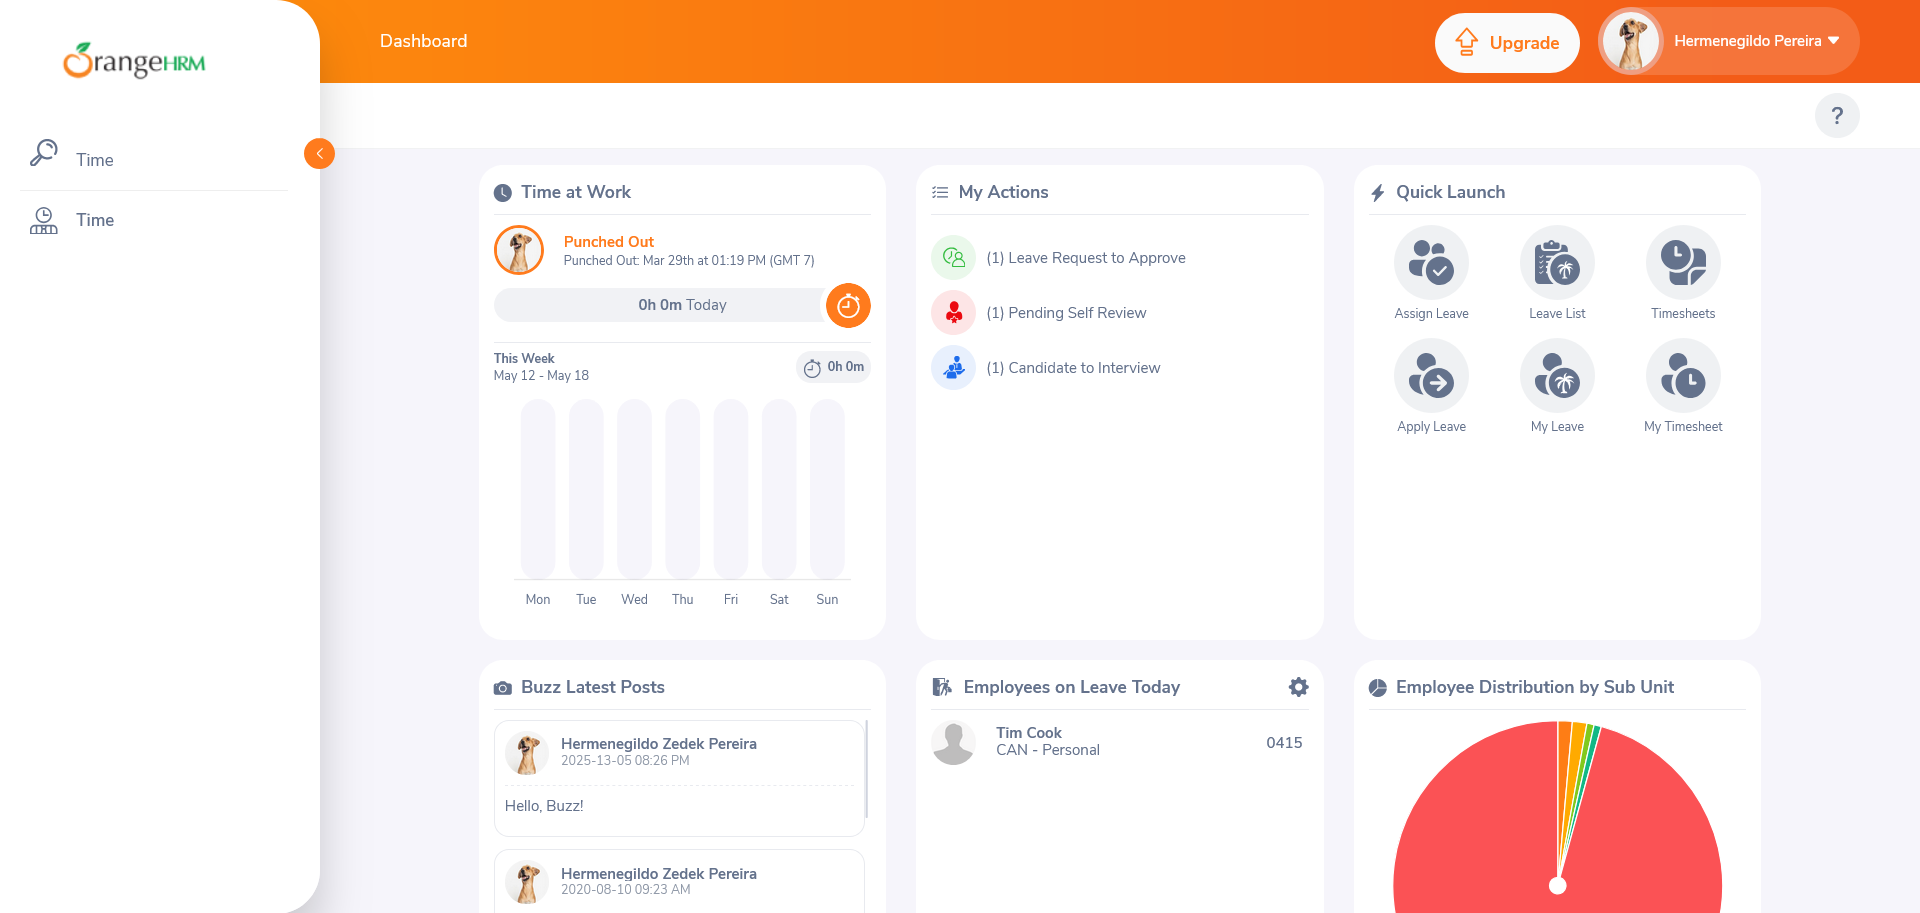 OrangeHRM
Time
Time
Dashboard
Upgrade
Hermenegildo Pereira
?
Time at Work
Punched Out
Punched Out: Mar 29th at 01:19 PM (GMT 7)
0h 0m Today
This Week
May 12 - May 18
0h 0m
Mon Tue Wed Thu Fri Sat Sun
My Actions
(1) Leave Request to Approve
(1) Pending Self Review
(1) Candidate to Interview
Quick Launch
Assign Leave
Leave List
Timesheets
Apply Leave
My Leave
My Timesheet
Buzz Latest Posts
Hermenegildo Zedek Pereira
2025-13-05 08:26 PM
Hello, Buzz!
Hermenegildo Zedek Pereira
2020-08-10 09:23 AM
Employees on Leave Today
Tim Cook
CAN - Personal
0415
Employee Distribution by Sub Unit